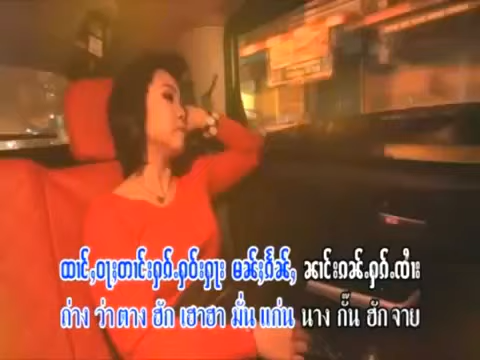 ထၢင်ႇဝႃႈတၢင်းႁၵ်ႉႁဝ်းႁႃး မၼ်ႈၵႅၼ်ႇ ၼၢင်းၵၼ်ႉႁၵ်ႉၸၢႆး
ถ่าง ว่า ตาง ฮัก เฮาฮา มั่น แก่น นาง กั๊น ฮัก จาย